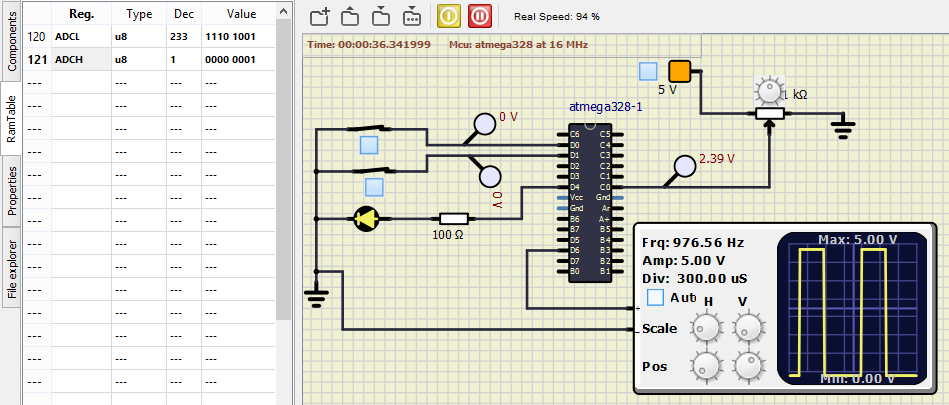 Components
RamTable
Properties
File explorer
Reg. Type Dec Value
120 ADCL u8 233 1110 1001
121 ADCH u8 1 0000 0001
--- --- --- --- ---
--- --- --- --- ---
--- --- --- --- ---
--- --- --- --- ---
--- --- --- --- ---
--- --- --- --- ---
--- --- --- --- ---
--- --- --- --- ---
--- --- --- --- ---
--- --- --- --- ---
--- --- --- --- ---
--- --- --- --- ---
--- --- --- --- ---
--- --- --- --- ---
Real Speed: 94 %
Time: 00:00:36.341999 Mcu: atmega328 at 16 MHz
5 V
1 kΩ
atmega328-1
0 V
0 V
2.39 V
100 Ω
C6 C5
D0 C4
D1 C3
D2 C2
D3 C1
D4 C0
Vcc Gnd
Gnd Ar
B6 A+
B7 B5
D5 B4
D6 B3
D7 B2
B0 B1
Frq: 976.56 Hz
Amp: 5.00 V
Div: 300.00 uS
Auto H V
Scale
Pos
+
-
Max: 5.00 V
Min: 0.00 V